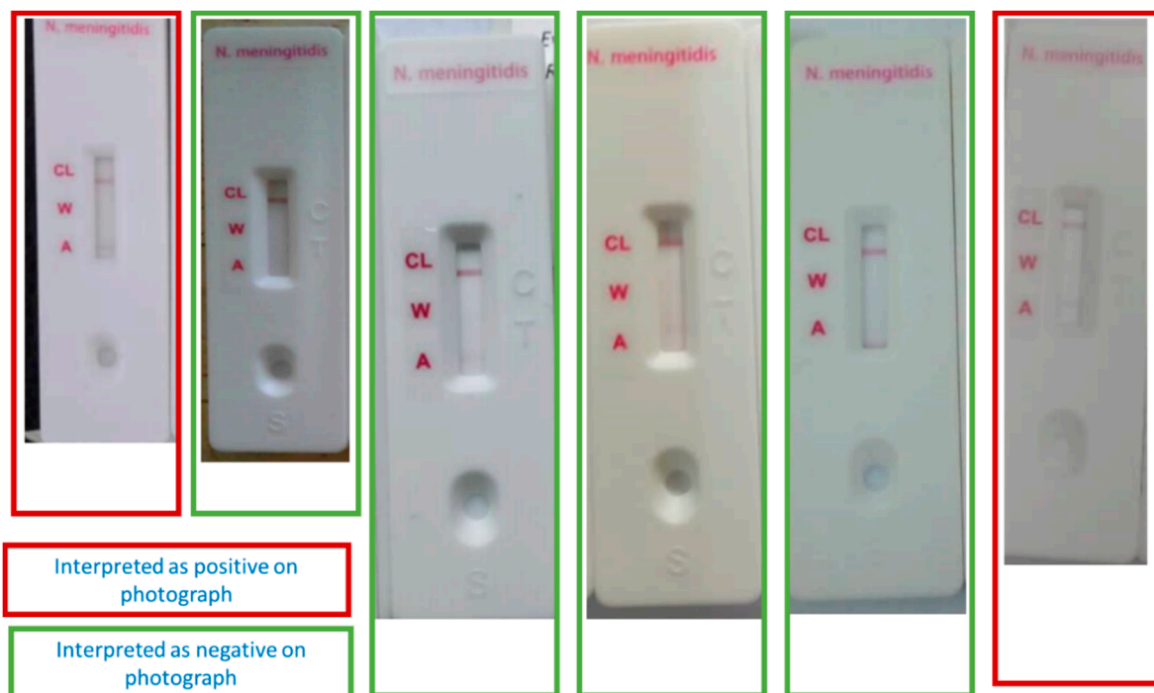 N. meningitidis
CL
W
A
N. meningitidis
CL
W
A
C
T
S
N. meningitidis
CL
W
A
C
T
S
N. meningitidis
CL
W
A
C
T
S
N. meningitidis
CL
W
A
N. meningitidis
CL
W
A
Interpreted as positive on
photograph
Interpreted as negative on
photograph